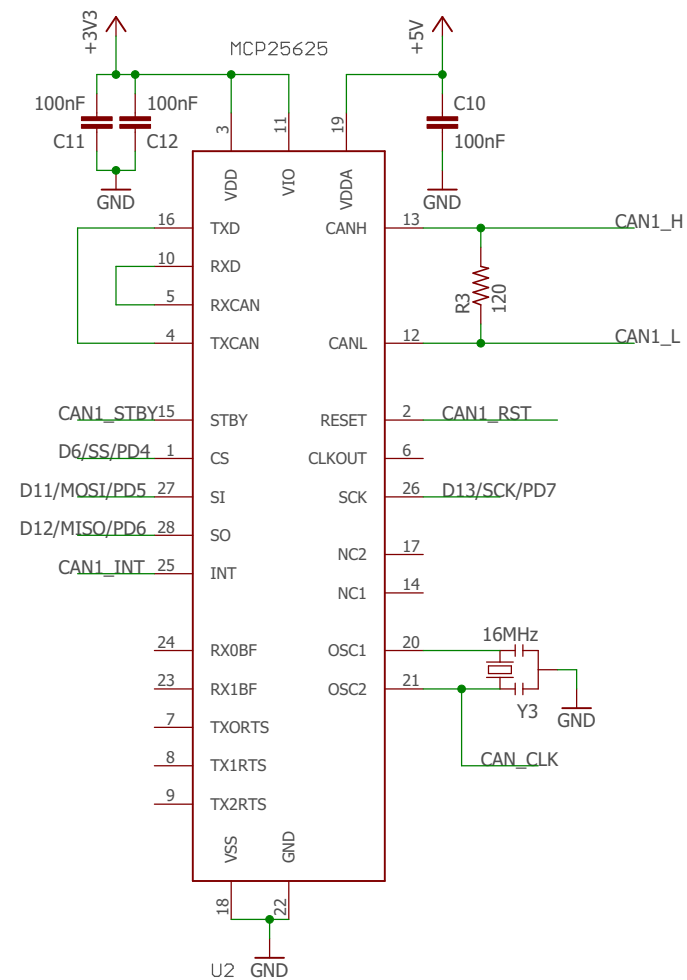 +3V3
+5V
MCP25625
100nF
100nF
C11
C12
GND
C10
100nF
GND
3
11
19
VDD
VIO
VDDA
16
TXD
CANH
13
CAN1_H
10
RXD
5
RXCAN
R3
120
4
TXCAN
CANL
12
CAN1_L
CAN1_STBY
15
STBY
RESET
2
CAN1_RST
D6/SS/PD4
1
CS
CLKOUT
6
D11/MOSI/PD5
27
SI
SCK
26
D13/SCK/PD7
D12/MISO/PD6
28
SO
NC2
17
CAN1_INT
25
INT
NC1
14
24
RX0BF
OSC1
20
16MHz
23
RX1BF
OSC2
21
Y3
GND
7
TXORTS
8
TX1RTS
CAN_CLK
9
TX2RTS
VSS
GND
18
22
U2
GND